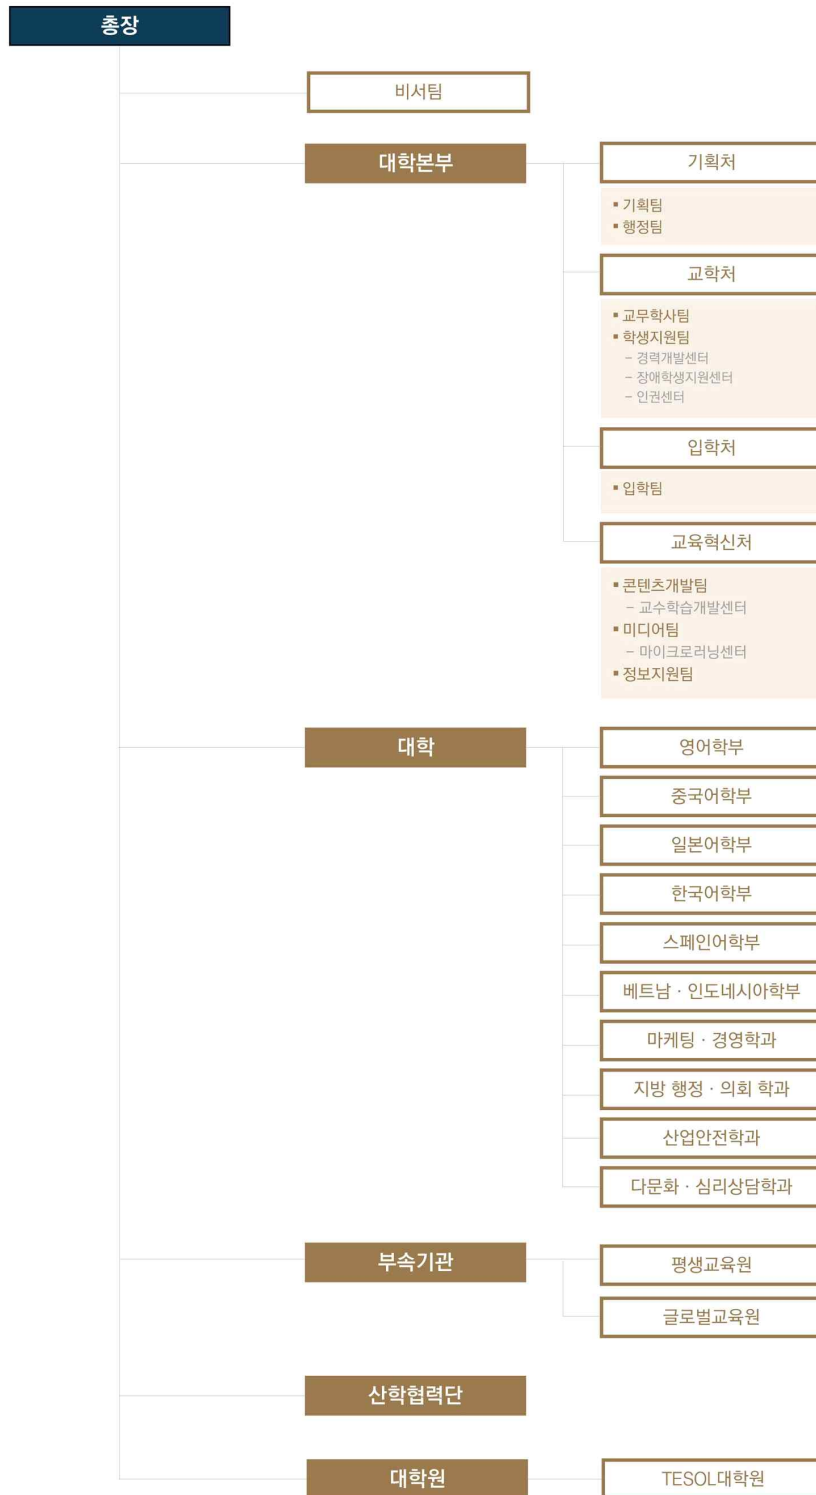 총장
비서팀
대학본부
기획처
▪ 기획팀
▪ 행정팀
교학처
▪ 교무학사팀
▪ 학생지원팀
– 경력개발센터
– 장애학생지원센터
– 인권센터
입학처
▪ 입학팀
교육혁신처
▪ 콘텐츠개발팀
– 교수학습개발센터
▪ 미디어팀
– 마이크로러닝센터
▪ 정보지원팀
대학
영어학부
중국어학부
일본어학부
한국어학부
스페인어학부
베트남 · 인도네시아학부
마케팅 · 경영학과
지방 행정 · 의회 학과
산업안전학과
다문화 · 심리상담학과
부속기관
평생교육원
글로벌교육원
산학협력단
대학원
TESOL대학원